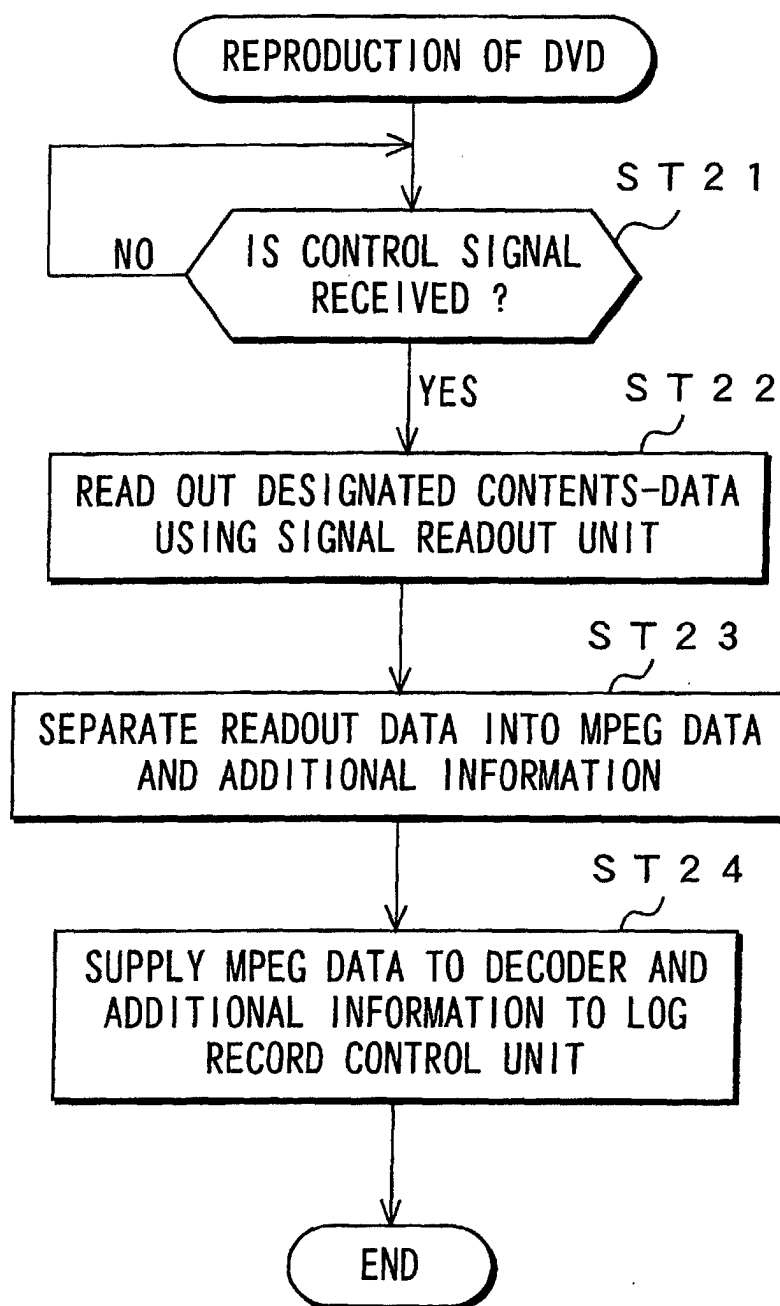 REPRODUCTION OF DVD
ST21
NO
IS CONTROL SIGNAL
RECEIVED ?
YES
ST22
READ OUT DESIGNATED CONTENTS-DATA
USING SIGNAL READOUT UNIT
ST23
SEPARATE READOUT DATA INTO MPEG DATA
AND ADDITIONAL INFORMATION
ST24
SUPPLY MPEG DATA TO DECODER AND
ADDITIONAL INFORMATION TO LOG
RECORD CONTROL UNIT
END